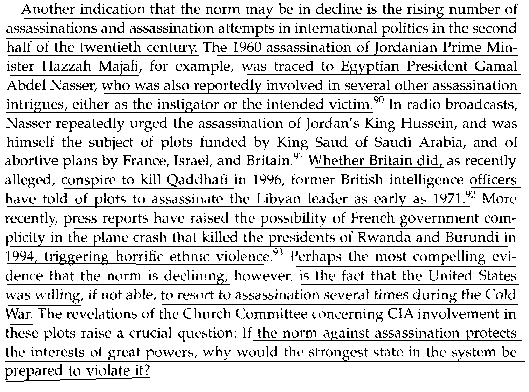 Another indication that the norm may be in decline is the rising number of
assassinations and assassination attempts in international politics in the second
half of the twentieth century. The 1960 assassination of Jordanian Prime Min-
ister Hazzah Majali, for example, was traced to Egyptian President Gamal
Abdel Nasser, who was also reportedly involved in several other assassination
intrigues, either as the instigator or the intended victim.90 In radio broadcasts,
Nasser repeatedly urged the assassination of Jordan's King Hussein, and was
himself the subject of plots funded by King Saud of Saudi Arabia, and of
abortive plans by France, Israel, and Britain.91 Whether Britain did, as recently
alleged, conspire to kill Qaddhafi in 1996, former British intelligence officers
have told of plots to assassinate the Libyan leader as early as 1971.92 More
recently, press reports have raised the possibility of French government com-
plicity in the plane crash that killed the presidents of Rwanda and Burundi in
1994, triggering horrific ethnic violence.93 Perhaps the most compelling evi-
dence that the norm is declining, however, is the fact that the United States
was willing, if not able, to resort to assassination several times during the Cold
War. The revelations of the Church Committee concerning CIA involvement in
these plots raise a crucial question: If the norm against assassination protects
the interests of great powers, why would the strongest state in the system be
prepared to violate it?